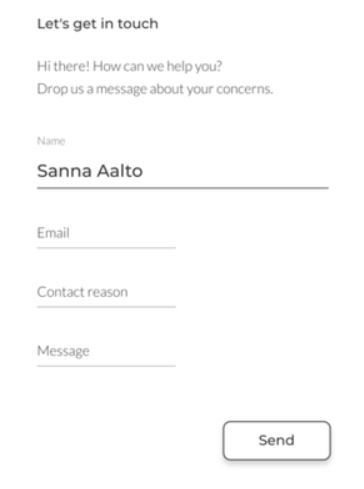 Let's get in touch
Hi there! How can we help you?
Drop us a message about your concerns.
Name
Sanna Aalto
Email
Contact reason
Message
Send